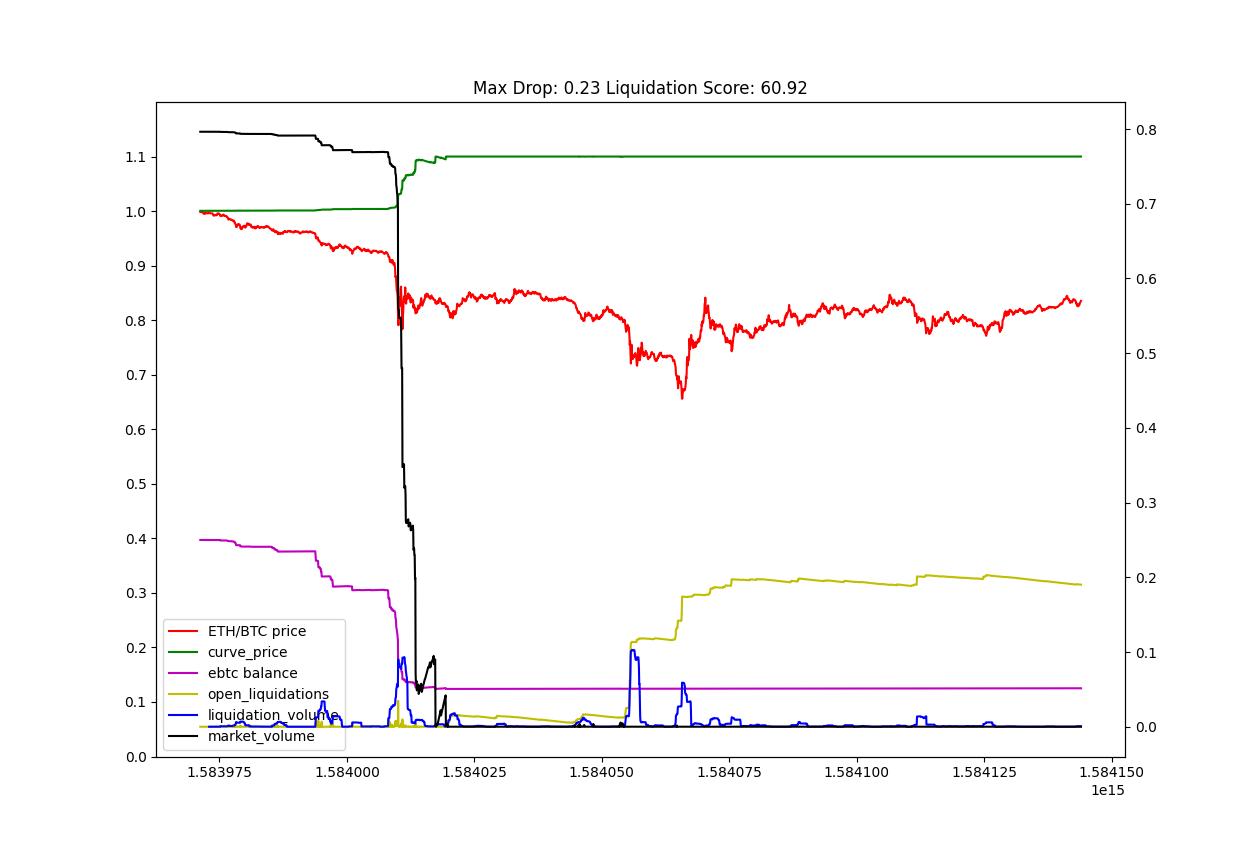 Max Drop: 0.23 Liquidation Score: 60.92
1.1
1.0
0.9
0.8
0.7
0.6
0.5
0.4
0.3
0.2
0.1
0.0
0.8
0.7
0.6
0.5
0.4
0.3
0.2
0.1
0.0
ETH/BTC price
curve_price
ebtc balance
open_liquidations
liquidation_volume
market_volume
1.583975 1.584000 1.584025 1.584050 1.584075 1.584100 1.584125 1.584150
1e15